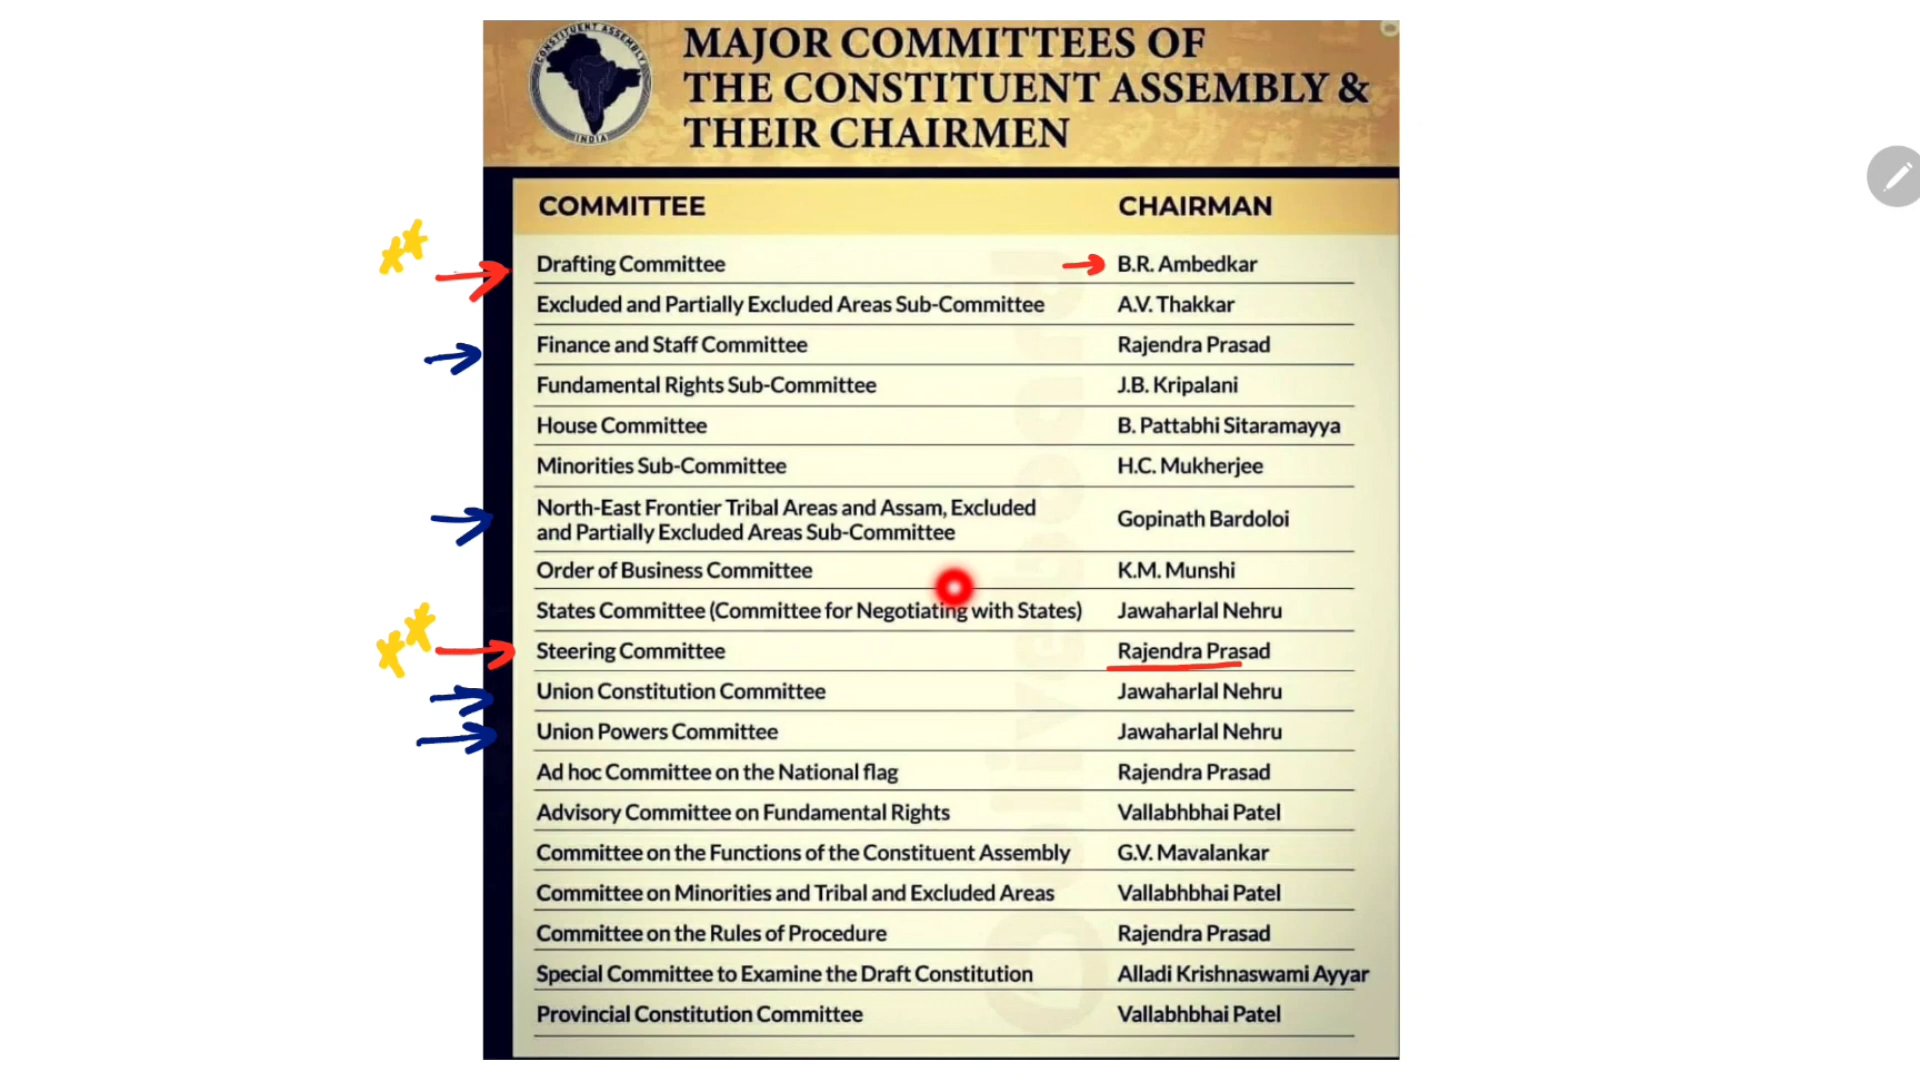 CONSTITUENT ASSEMBLY
INDIA
MAJOR COMMITTEES OF
THE CONSTITUENT ASSEMBLY &
THEIR CHAIRMEN
COMMITTEE CHAIRMAN
Drafting Committee B.R. Ambedkar
Excluded and Partially Excluded Areas Sub-Committee A.V. Thakkar
Finance and Staff Committee Rajendra Prasad
Fundamental Rights Sub-Committee J.B. Kripalani
House Committee B. Pattabhi Sitaramayya
Minorities Sub-Committee H.C. Mukherjee
North-East Frontier Tribal Areas and Assam, Excluded
and Partially Excluded Areas Sub-Committee Gopinath Bardoloi
Order of Business Committee K.M. Munshi
States Committee (Committee for Negotiating with States) Jawaharlal Nehru
Steering Committee Rajendra Prasad
Union Constitution Committee Jawaharlal Nehru
Union Powers Committee Jawaharlal Nehru
Ad hoc Committee on the National flag Rajendra Prasad
Advisory Committee on Fundamental Rights Vallabhbhai Patel
Committee on the Functions of the Constituent Assembly G.V. Mavalankar
Committee on Minorities and Tribal and Excluded Areas Vallabhbhai Patel
Committee on the Rules of Procedure Rajendra Prasad
Special Committee to Examine the Draft Constitution Alladi Krishnaswami Ayyar
Provincial Constitution Committee Vallabhbhai Patel
Oliveboard